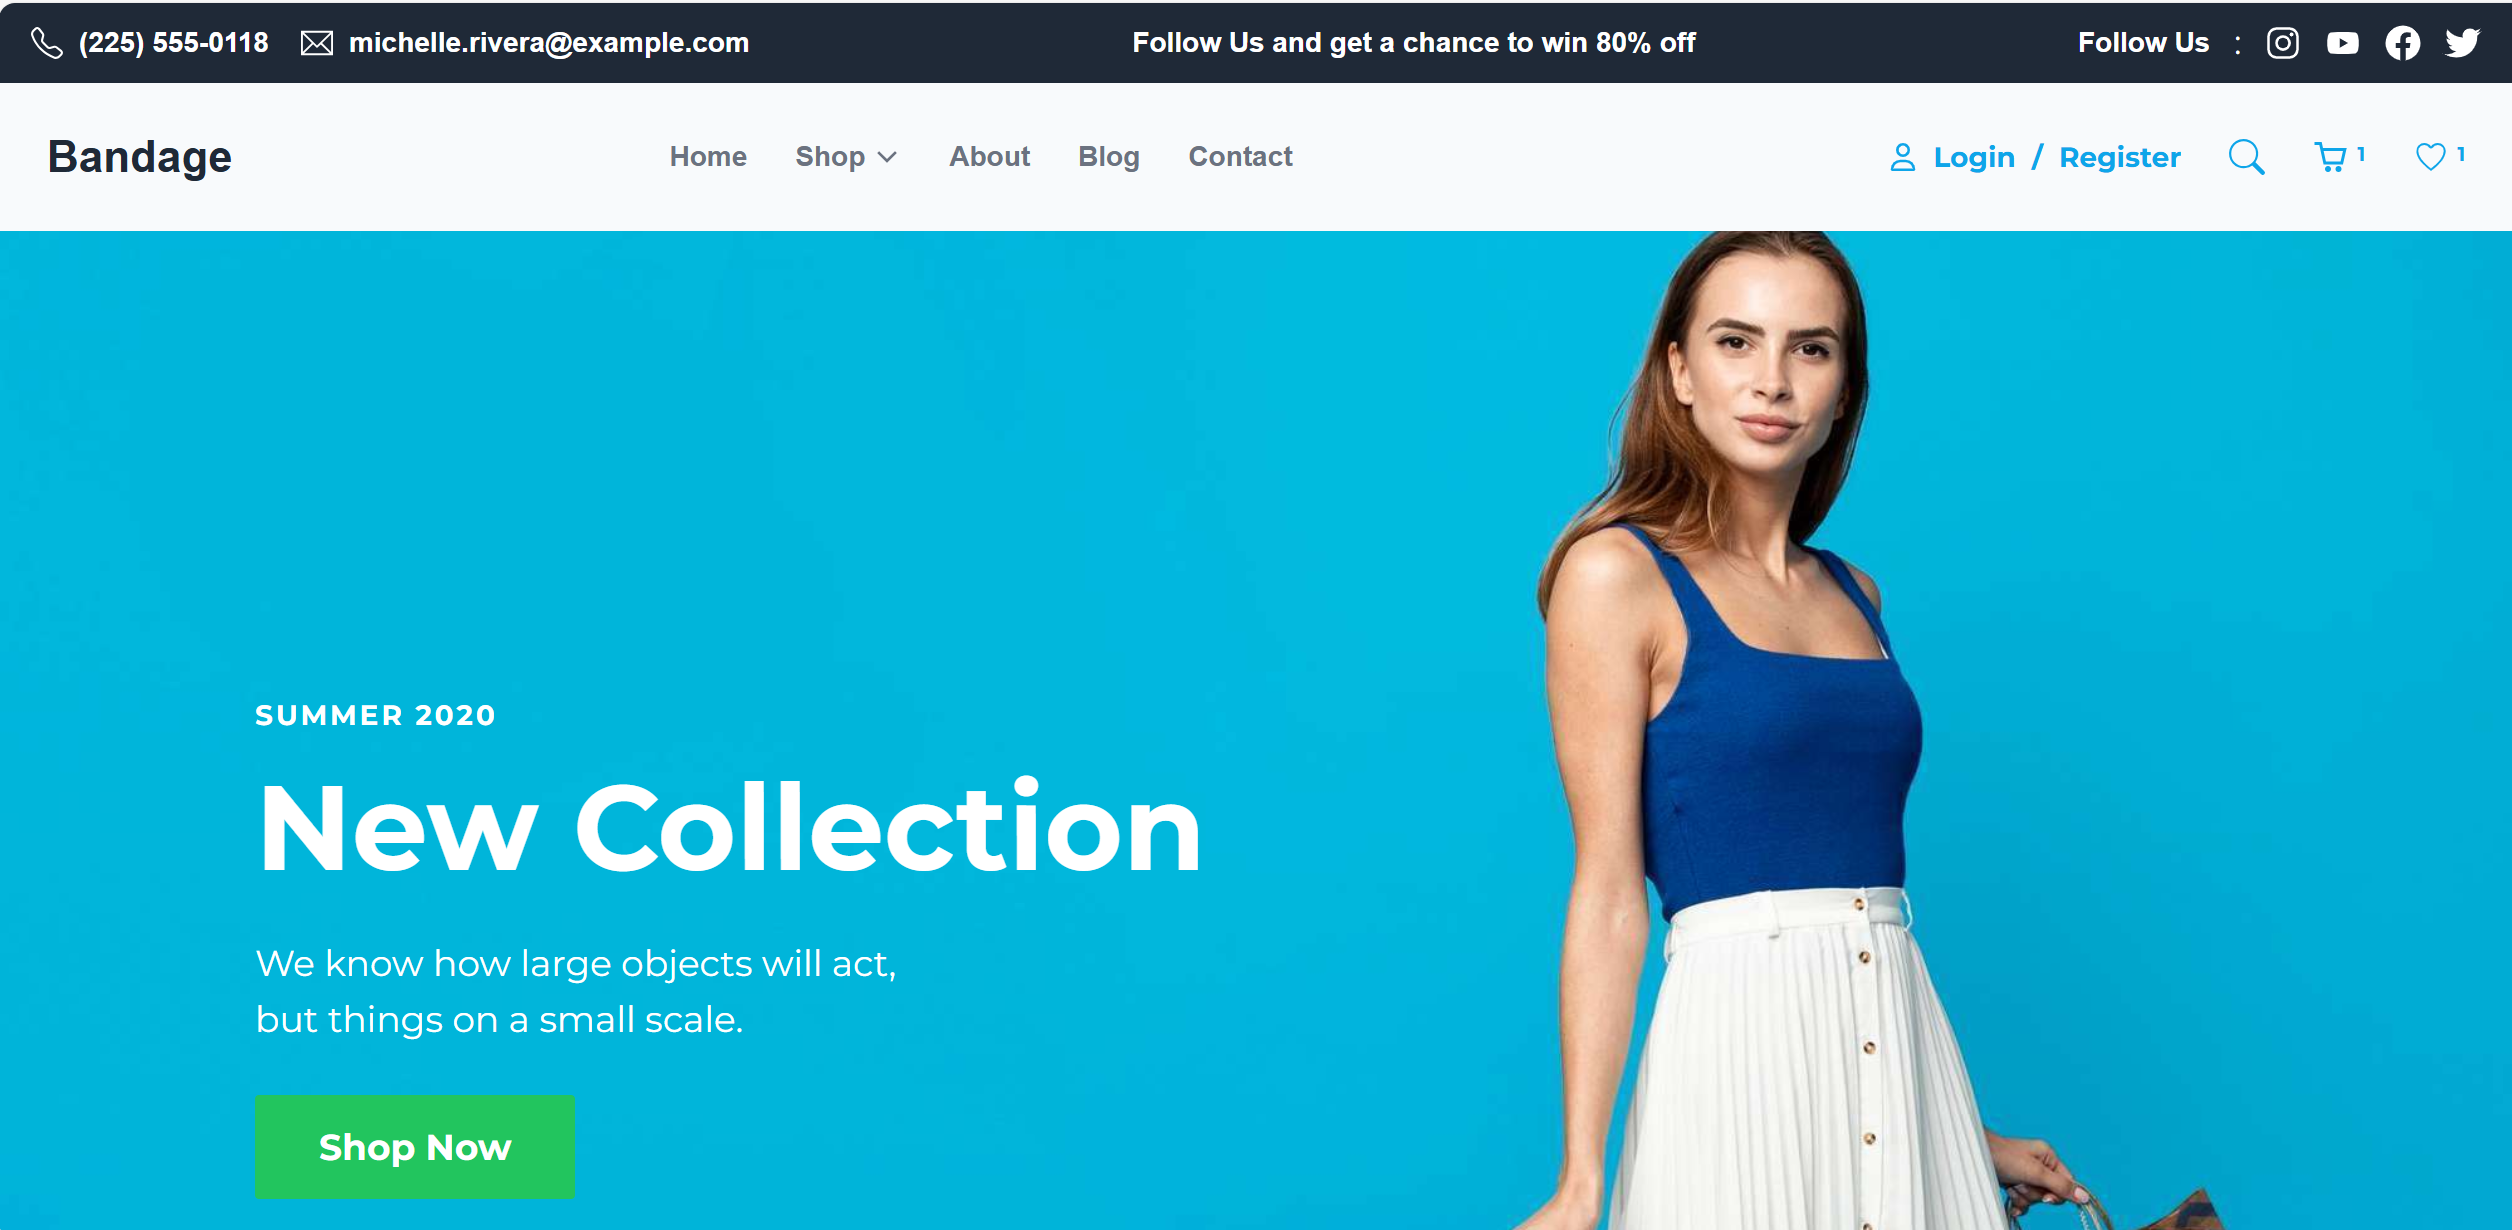 (225) 555-0118 michelle.rivera@example.com Follow Us and get a chance to win 80% off Follow Us :
Bandage Home Shop About Blog Contact Login / Register 1 1
SUMMER 2020
New Collection
We know how large objects will act,
but things on a small scale.
Shop Now